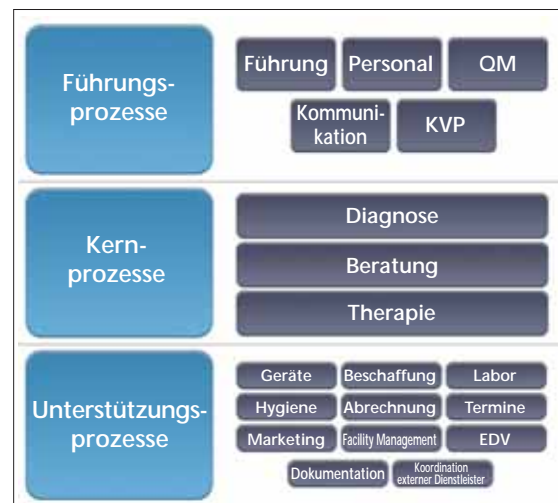 Führungs-
prozesse
Führung Personal QM
Kommuni-
kation
KVP
Kern-
prozesse
Diagnose
Beratung
Therapie
Unterstützungs-
prozesse
Geräte Beschaffung Labor
Hygiene Abrechnung Termine
Marketing Facility Management EDV
Dokumentation
Koordination
externer Dienstleister